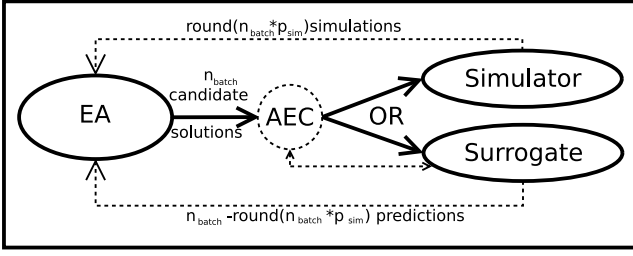 round(n_batch*p_sim)simulations
n_batch
candidate
solutions
EA
AEC
OR
Simulator
Surrogate
n_batch-round(n_batch*p_sim) predictions